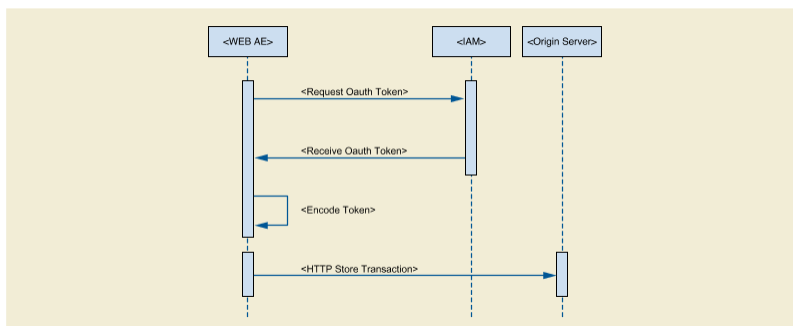 <WEB AE>
<IAM>
<Origin Server>
<Request Oauth Token>
<Receive Oauth Token>
<Encode Token>
<HTTP Store Transaction>